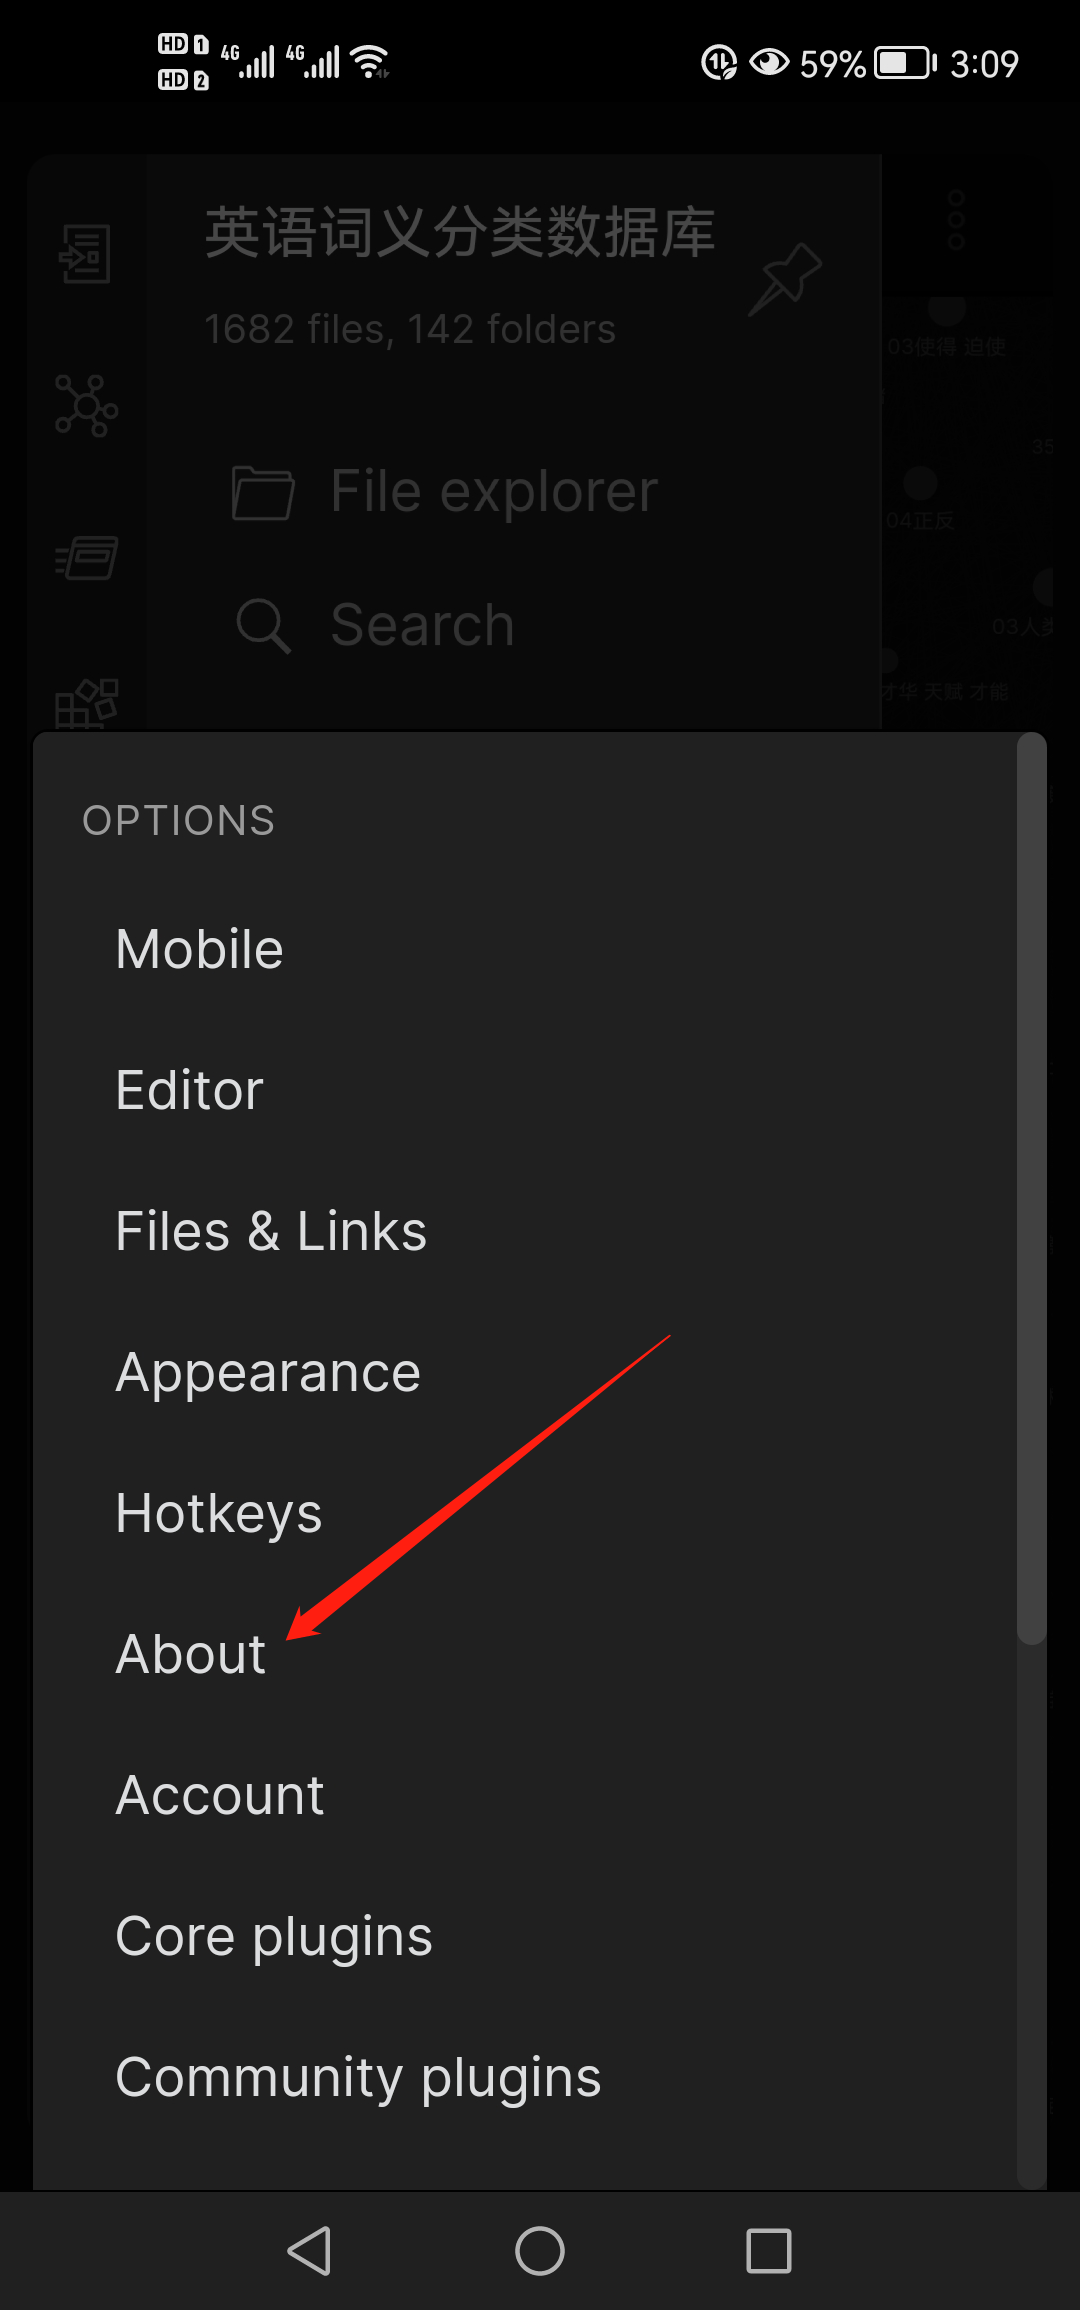 HD 1 4G 4G 59% 3:09
HD 2
英语词义分类数据库
1682 files, 142 folders
03使得 迫使
35
File explorer
04正反
Search
03人类
才华 天赋 才能
OPTIONS
Mobile
Editor
Files & Links
Appearance
Hotkeys
About
Account
Core plugins
Community plugins